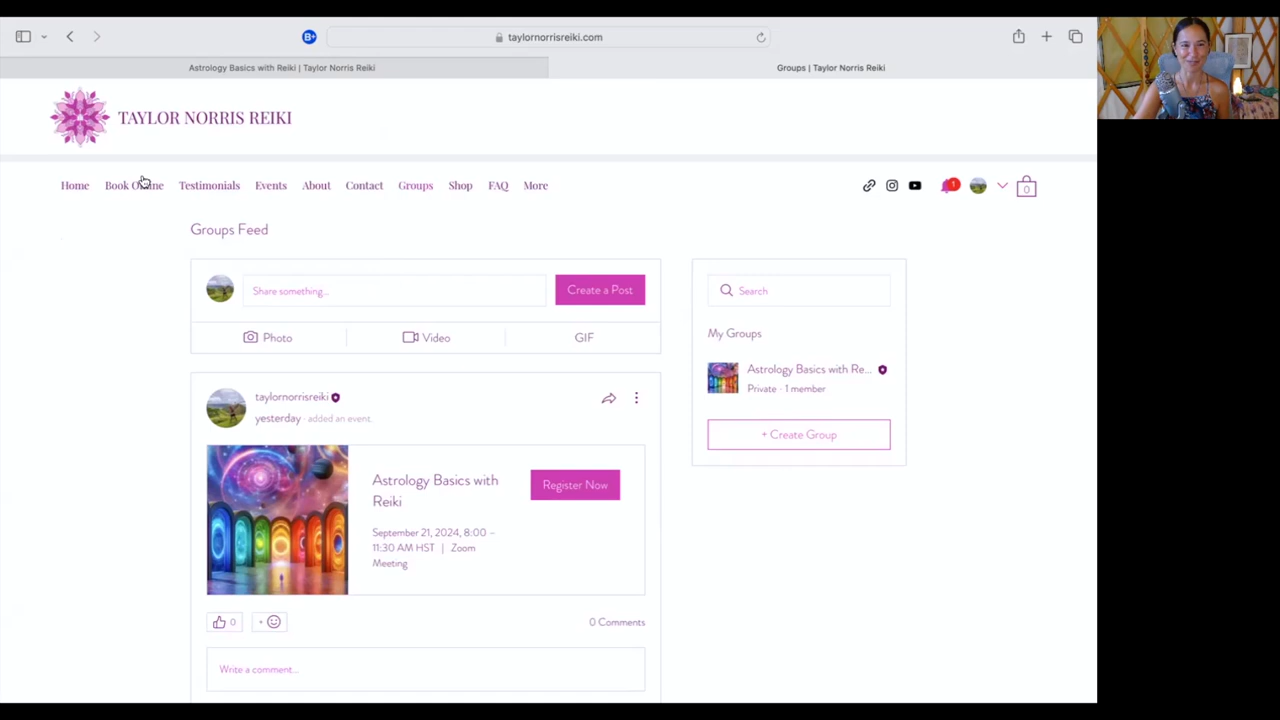 B+
taylornorrisreiki.com
Astrology Basics with Reiki | Taylor Norris Reiki
Groups | Taylor Norris Reiki
TAYLOR NORRIS REIKI
Home
Book Online
Testimonials
Events
About
Contact
Groups
Shop
FAQ
More
1
0
Groups Feed
Share something...
Create a Post
Photo
Video
GIF
Search
My Groups
Astrology Basics with Re...
Private · 1 member
+ Create Group
taylornorrisreiki
yesterday · added an event.
Astrology Basics with
Reiki
Register Now
September 21, 2024, 8:00 –
11:30 AM HST | Zoom
Meeting
0
+
0 Comments
Write a comment...